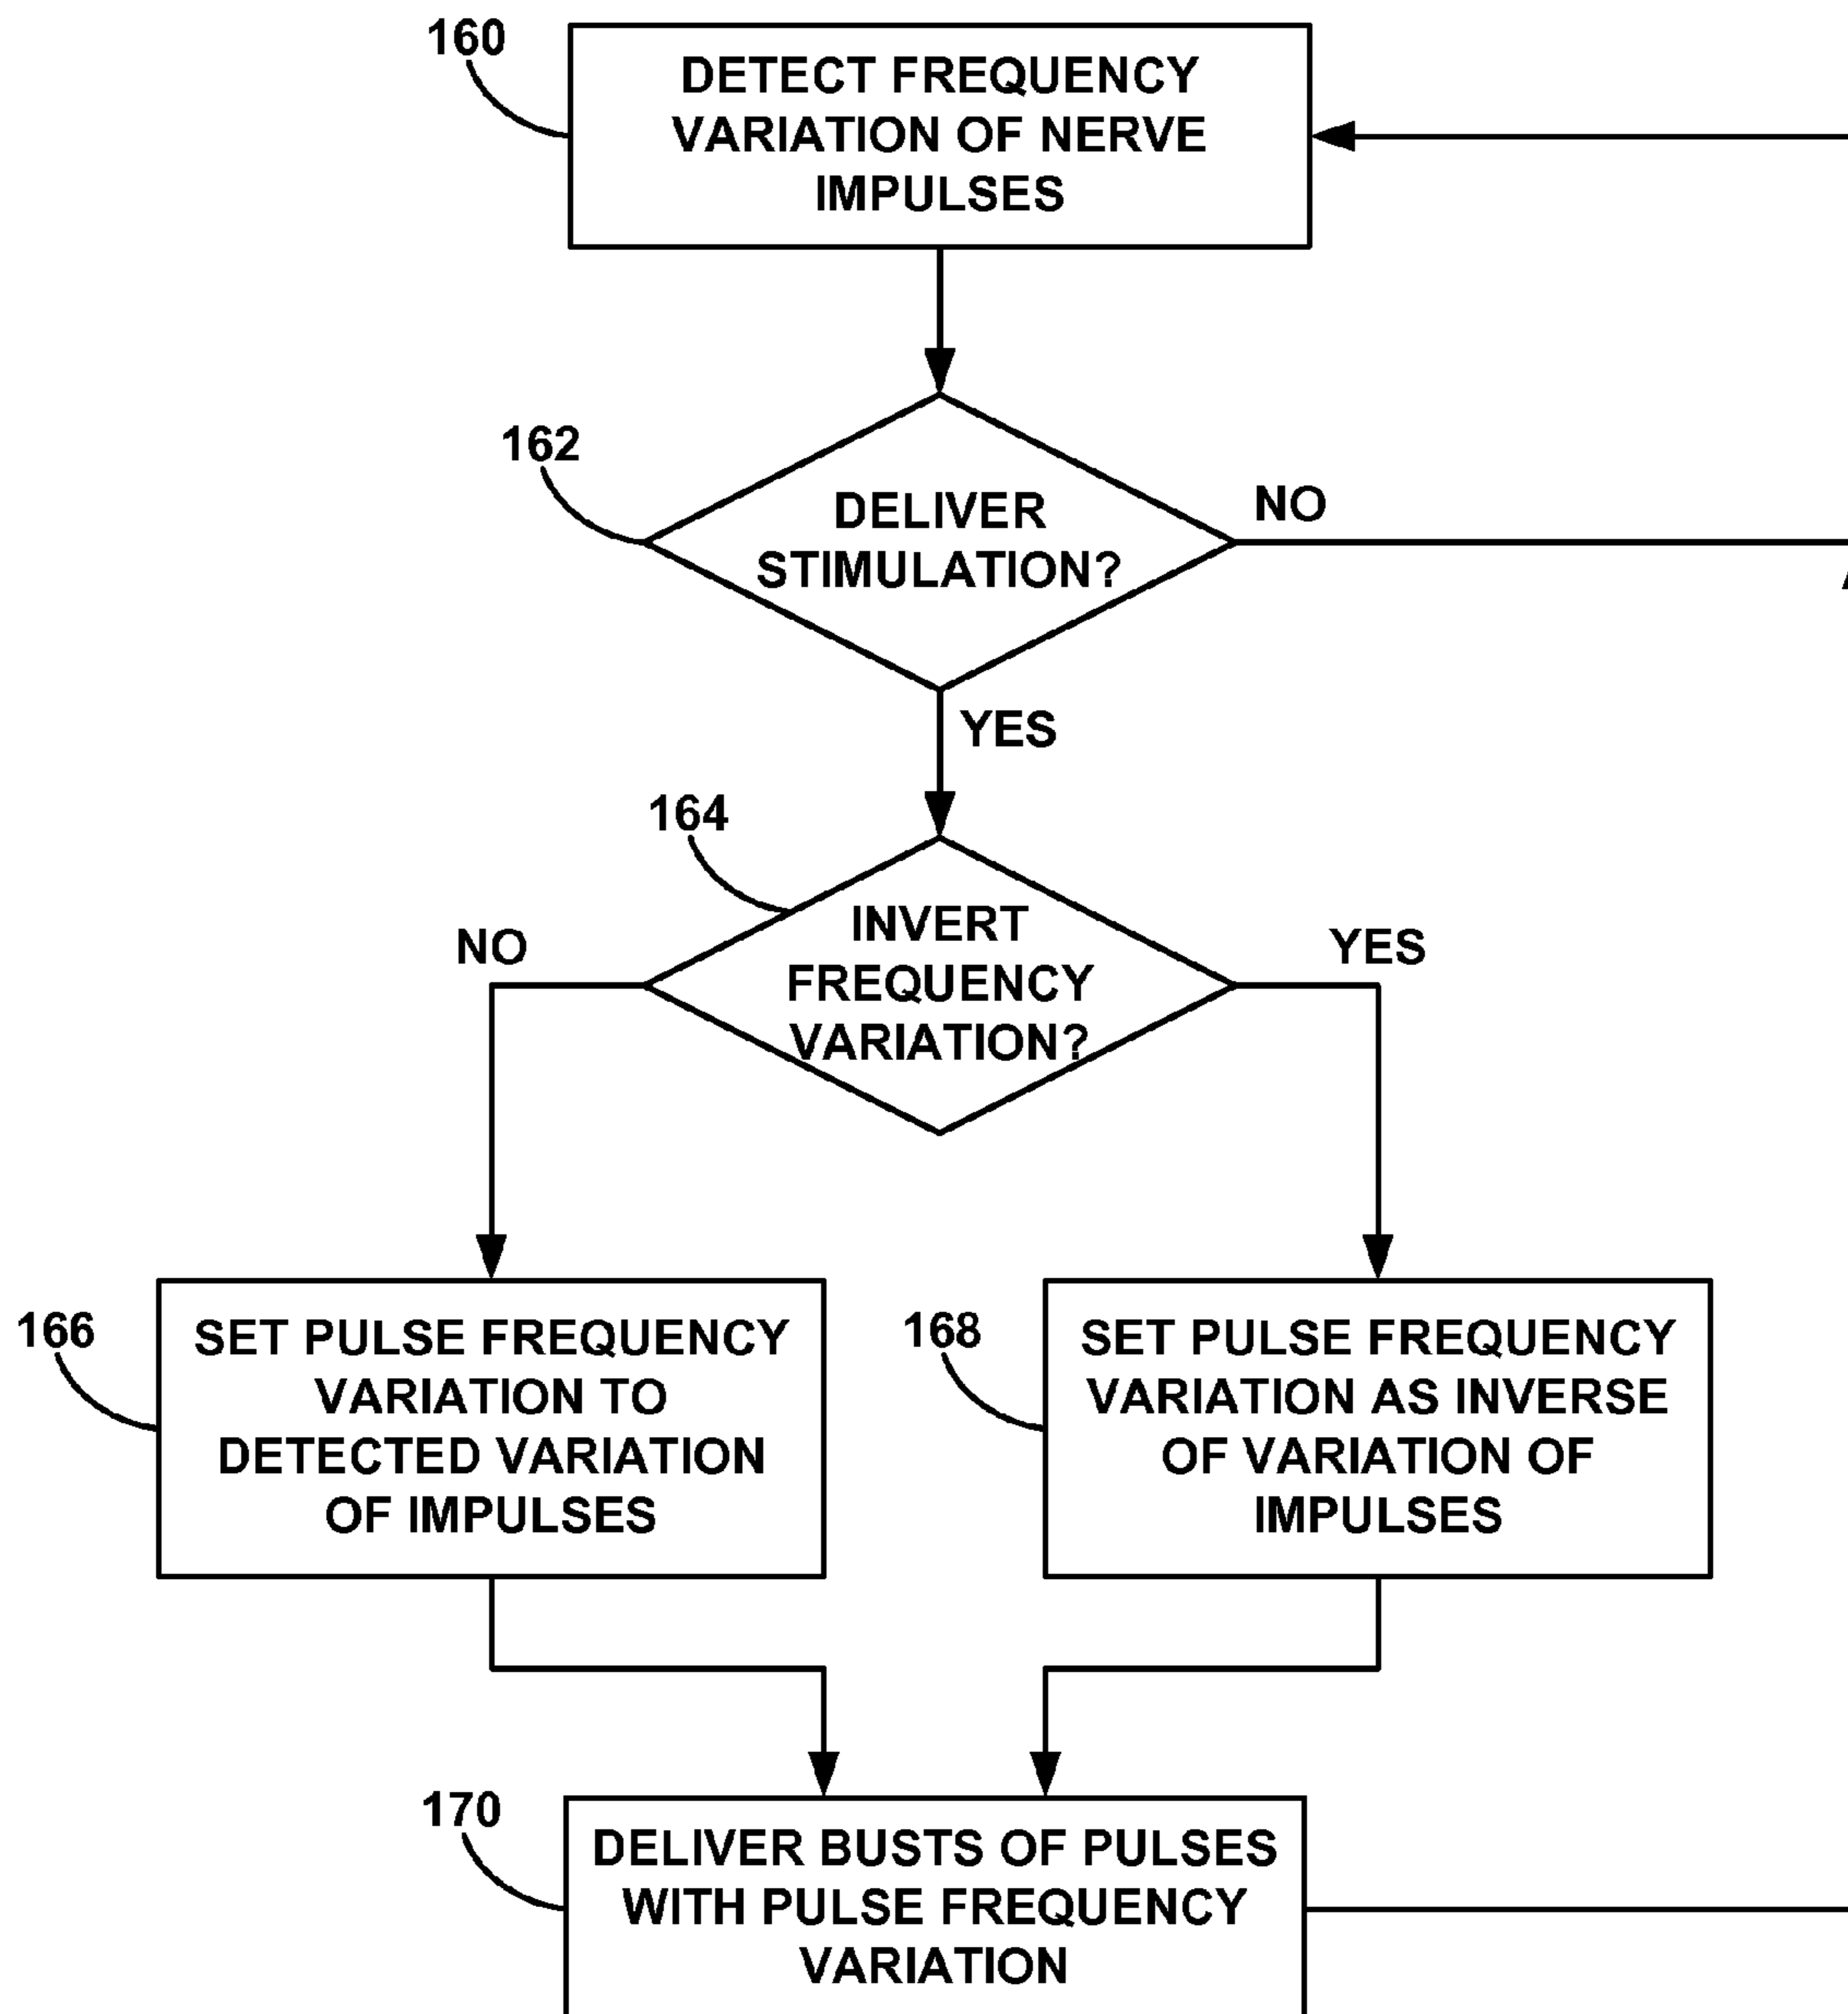 160
DETECT FREQUENCY
VARIATION OF NERVE
IMPULSES
162
DELIVER
STIMULATION?
NO
YES
164
INVERT
FREQUENCY
VARIATION?
NO
YES
166
SET PULSE FREQUENCY
VARIATION TO
DETECTED VARIATION
OF IMPULSES
168
SET PULSE FREQUENCY
VARIATION AS INVERSE
OF VARIATION OF
IMPULSES
170
DELIVER BUSTS OF PULSES
WITH PULSE FREQUENCY
VARIATION